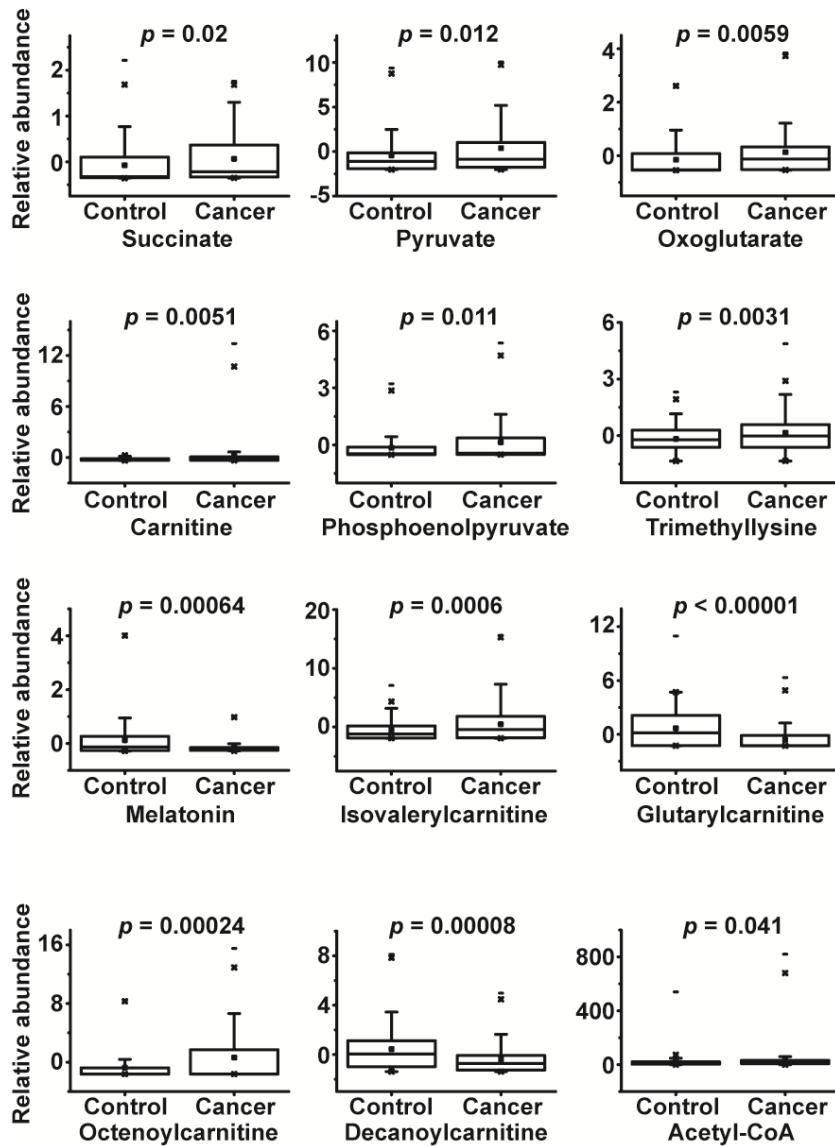 p = 0.02
p = 0.012
p = 0.0059
Relative abundance
2
1
0
10
5
0
-5
4
2
0
Control Cancer
Control Cancer
Control Cancer
Succinate
Pyruvate
Oxoglutarate
p = 0.0051
p = 0.011
p = 0.0031
Relative abundance
12
6
0
6
3
0
6
3
0
Control Cancer
Control Cancer
Control Cancer
Carnitine
Phosphoenolpyruvate
Trimethyllysine
p = 0.00064
p = 0.0006
p < 0.00001
Relative abundance
4
2
0
20
10
0
12
6
0
Control Cancer
Control Cancer
Control Cancer
Melatonin
Isovalerylcarnitine
Glutarylcarnitine
p = 0.00024
p = 0.00008
p = 0.041
Relative abundance
16
8
0
8
4
0
800
400
0
Control Cancer
Control Cancer
Control Cancer
Octenoylcarnitine
Decanoylcarnitine
Acetyl-CoA